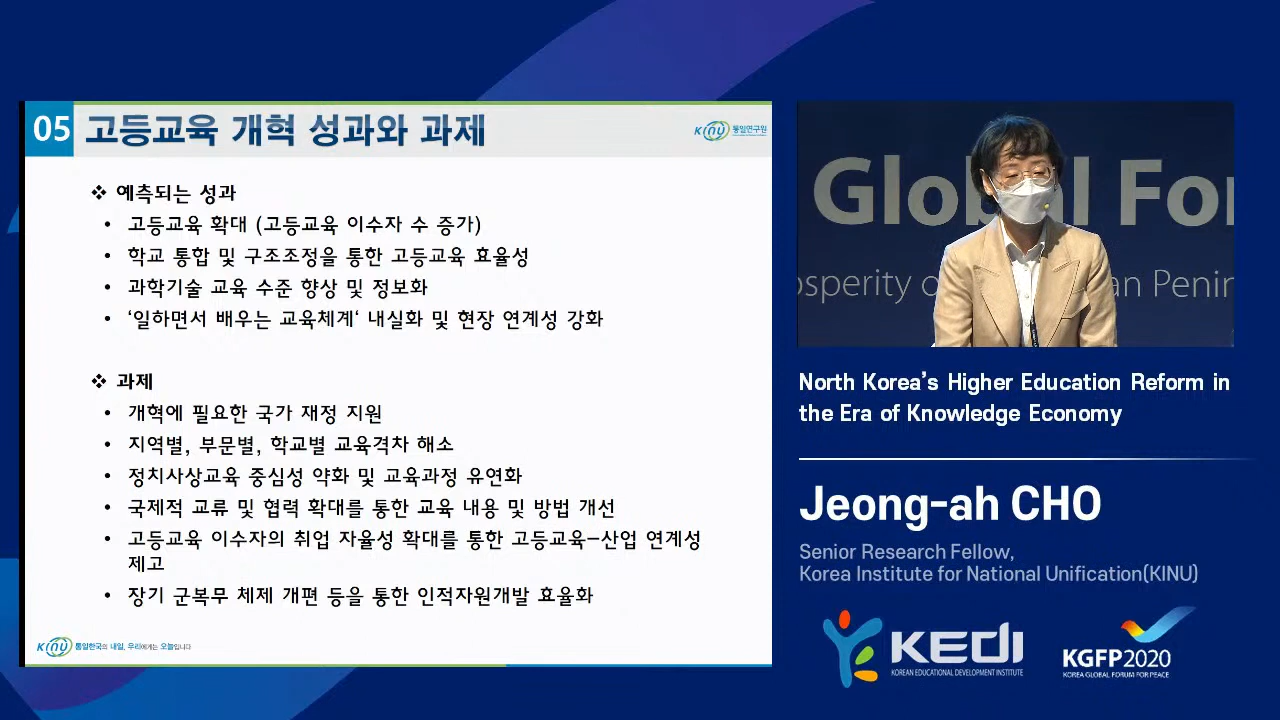 05 고등교육 개혁 성과와 과제
KINU 통일연구원
❖ 예측되는 성과
• 고등교육 확대 (고등교육 이수자 수 증가)
• 학교 통합 및 구조조정을 통한 고등교육 효율성
• 과학기술 교육 수준 향상 및 정보화
• ‘일하면서 배우는 교육체계‘ 내실화 및 현장 연계성 강화
❖ 과제
• 개혁에 필요한 국가 재정 지원
• 지역별, 부문별, 학교별 교육격차 해소
• 정치사상교육 중심성 약화 및 교육과정 유연화
• 국제적 교류 및 협력 확대를 통한 교육 내용 및 방법 개선
• 고등교육 이수자의 취업 자율성 확대를 통한 고등교육–산업 연계성
제고
• 장기 군복무 체제 개편 등을 통한 인적자원개발 효율화
KINU 통일한국의 내일, 우리에게는 오늘입니다
Global For
osperity o an Penin
North Korea’s Higher Education Reform in
the Era of Knowledge Economy
Jeong-ah CHO
Senior Research Fellow,
Korea Institute for National Unification(KINU)
KEDI
KOREAN EDUCATIONAL DEVELOPMENT INSTITUTE
KGFP2020
KOREA GLOBAL FORUM FOR PEACE